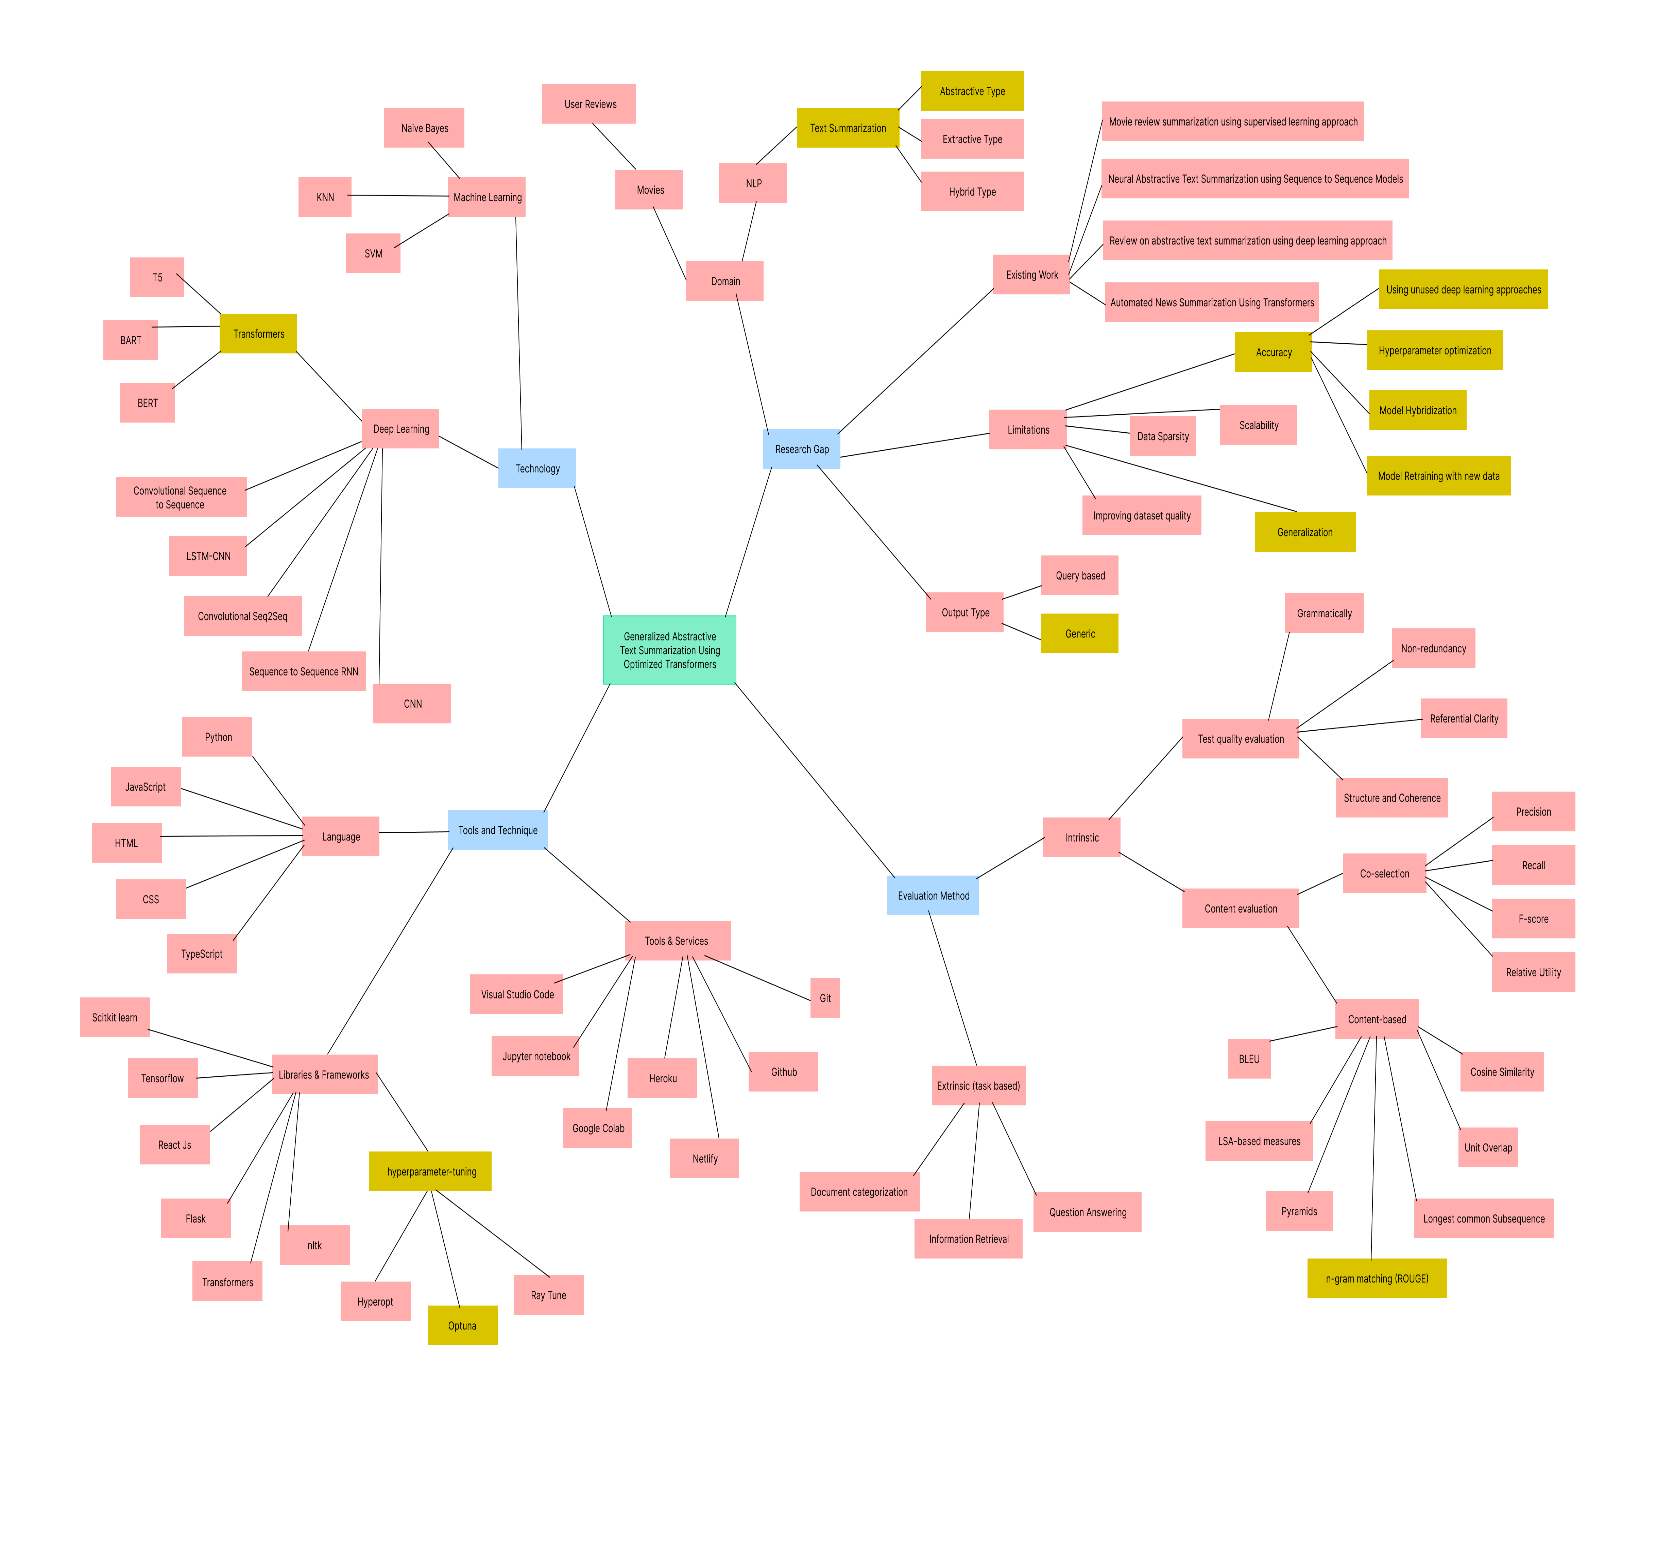 Abstractive Type
User Reviews
Naive Bayes
Text Summarization
Movie review summarization using supervised learning approach
Extractive Type
Neural Abstractive Text Summarization using Sequence to Sequence Models
NLP
Movies
Hybrid Type
KNN
Machine Learning
Review on abstractive text summarization using deep learning approach
SVM
T5
Domain
Existing Work
Using unused deep learning approaches
Automated News Summarization Using Transformers
Transformers
BART
Accuracy
Hyperparameter optimization
BERT
Model Hybridization
Deep Learning
Limitations
Scalability
Data Sparsity
Research Gap
Technology
Model Retraining with new data
Convolutional Sequence
to Sequence
Improving dataset quality
Generalization
LSTM-CNN
Query based
Convolutional Seq2Seq
Output Type
Grammatically
Generic
Generalized Abstractive
Text Summarization Using
Optimized Transformers
Non-redundancy
Sequence to Sequence RNN
CNN
Referential Clarity
Python
Test quality evaluation
JavaScript
Structure and Coherence
Precision
Tools and Technique
Language
Intrinstic
HTML
Recall
Co-selection
CSS
Evaluation Method
Content evaluation
F-score
TypeScript
Tools & Services
Relative Utility
Visual Studio Code
Git
Scitkit learn
Content-based
Jupyter notebook
BLEU
Cosine Similarity
Libraries & Frameworks
Tensorflow
Heroku
Github
Extrinsic (task based)
React Js
Google Colab
LSA-based measures
Unit Overlap
Netlify
hyperparameter-tuning
Document categorization
Question Answering
Pyramids
Longest common Subsequence
Flask
nltk
Information Retrieval
Transformers
n-gram matching (ROUGE)
Hyperopt
Ray Tune
Optuna